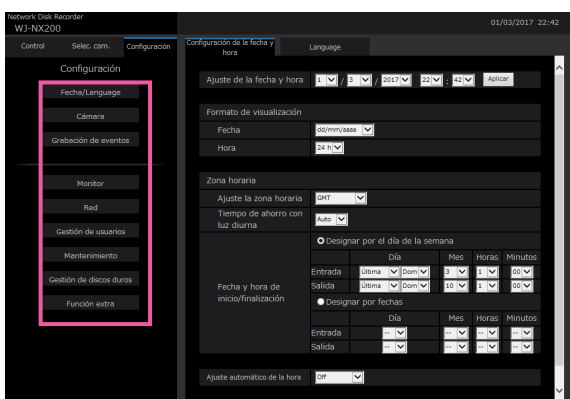 Network Disk Recorder
WJ-NX200
01/03/2017 22:42
Control Selec. cam. Configuración
Configuración de la fecha y hora
Language
Configuración
Fecha/Language
Cámara
Grabación de eventos
Monitor
Red
Gestión de usuarios
Mantenimiento
Gestión de discos duros
Función extra
Ajuste de la fecha y hora 1 / 3 / 2017 22 : 42 Aplicar
Formato de visualización
Fecha dd/mm/aaaa
Hora 24 h
Zona horaria
Ajuste la zona horaria GMT
Tiempo de ahorro con luz diurna Auto
Fecha y hora de inicio/finalización
Designar por el día de la semana
Día Mes Horas Minutos
Entrada Última Dom 3 1 00
Salida Última Dom 10 1 00
Designar por fechas
Día Mes Horas Minutos
Entrada -- -- -- --
Salida -- -- -- --
Ajuste automático de la hora Off